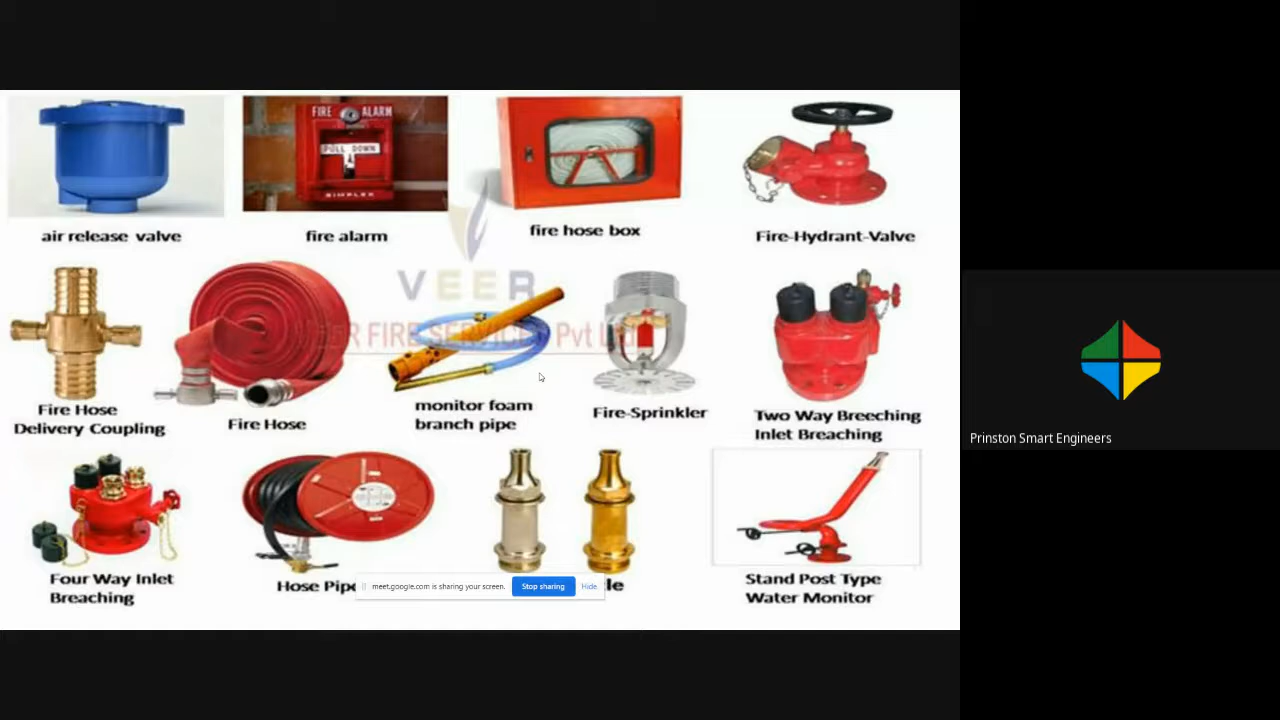 FIRE ALARM
PULL DOWN
SIMPLEX
air release valve
fire alarm
fire hose box
Fire-Hydrant-Valve
VEER
FIRE SERVICES Pvt Ltd
Fire Hose
Delivery Coupling
Fire Hose
monitor foam
branch pipe
Fire-Sprinkler
Two Way Breeching
Inlet Breaching
Four Way Inlet
Breaching
Hose Pipe
meet.google.com is sharing your screen.
Stop sharing
Hide
Stand Post Type
Water Monitor
Prinston Smart Engineers